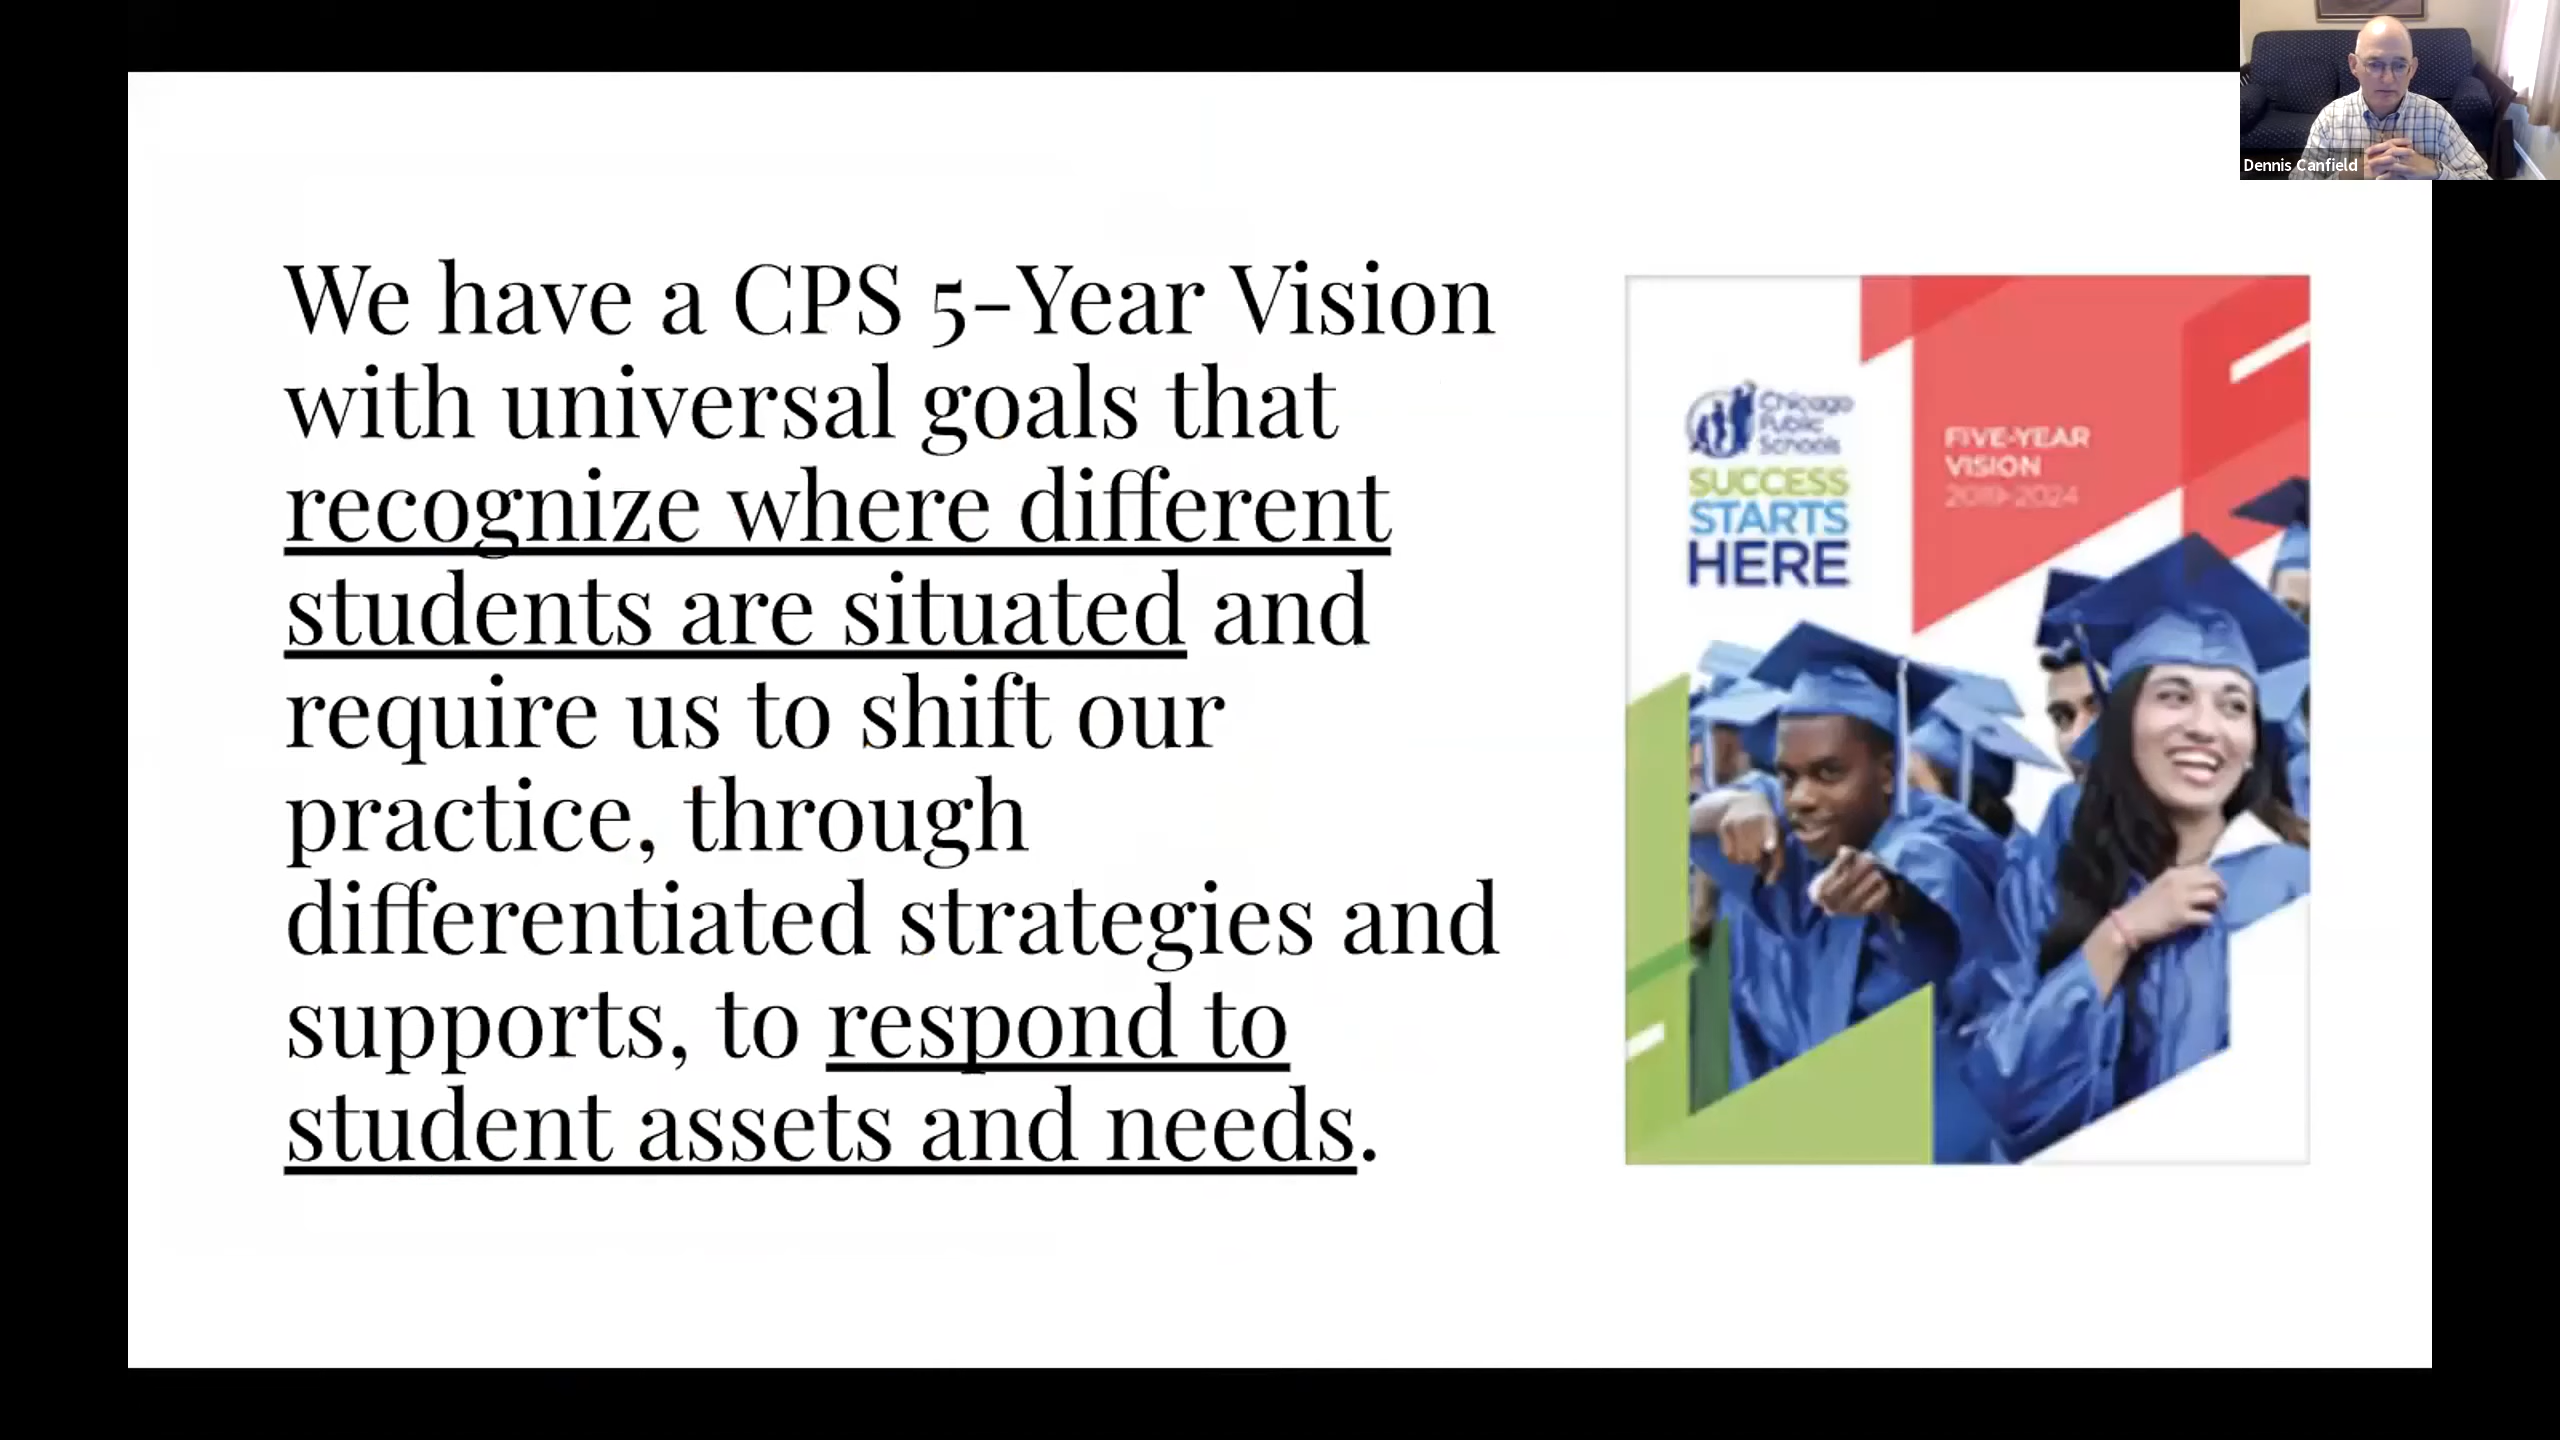 Dennis Canfield
We have a CPS 5-Year Vision
with universal goals that
recognize where different
students are situated and
require us to shift our
practice, through
differentiated strategies and
supports, to respond to
student assets and needs.
Chicago
Public
Schools
SUCCESS
STARTS
HERE
FIVE-YEAR
VISION
2019-2024